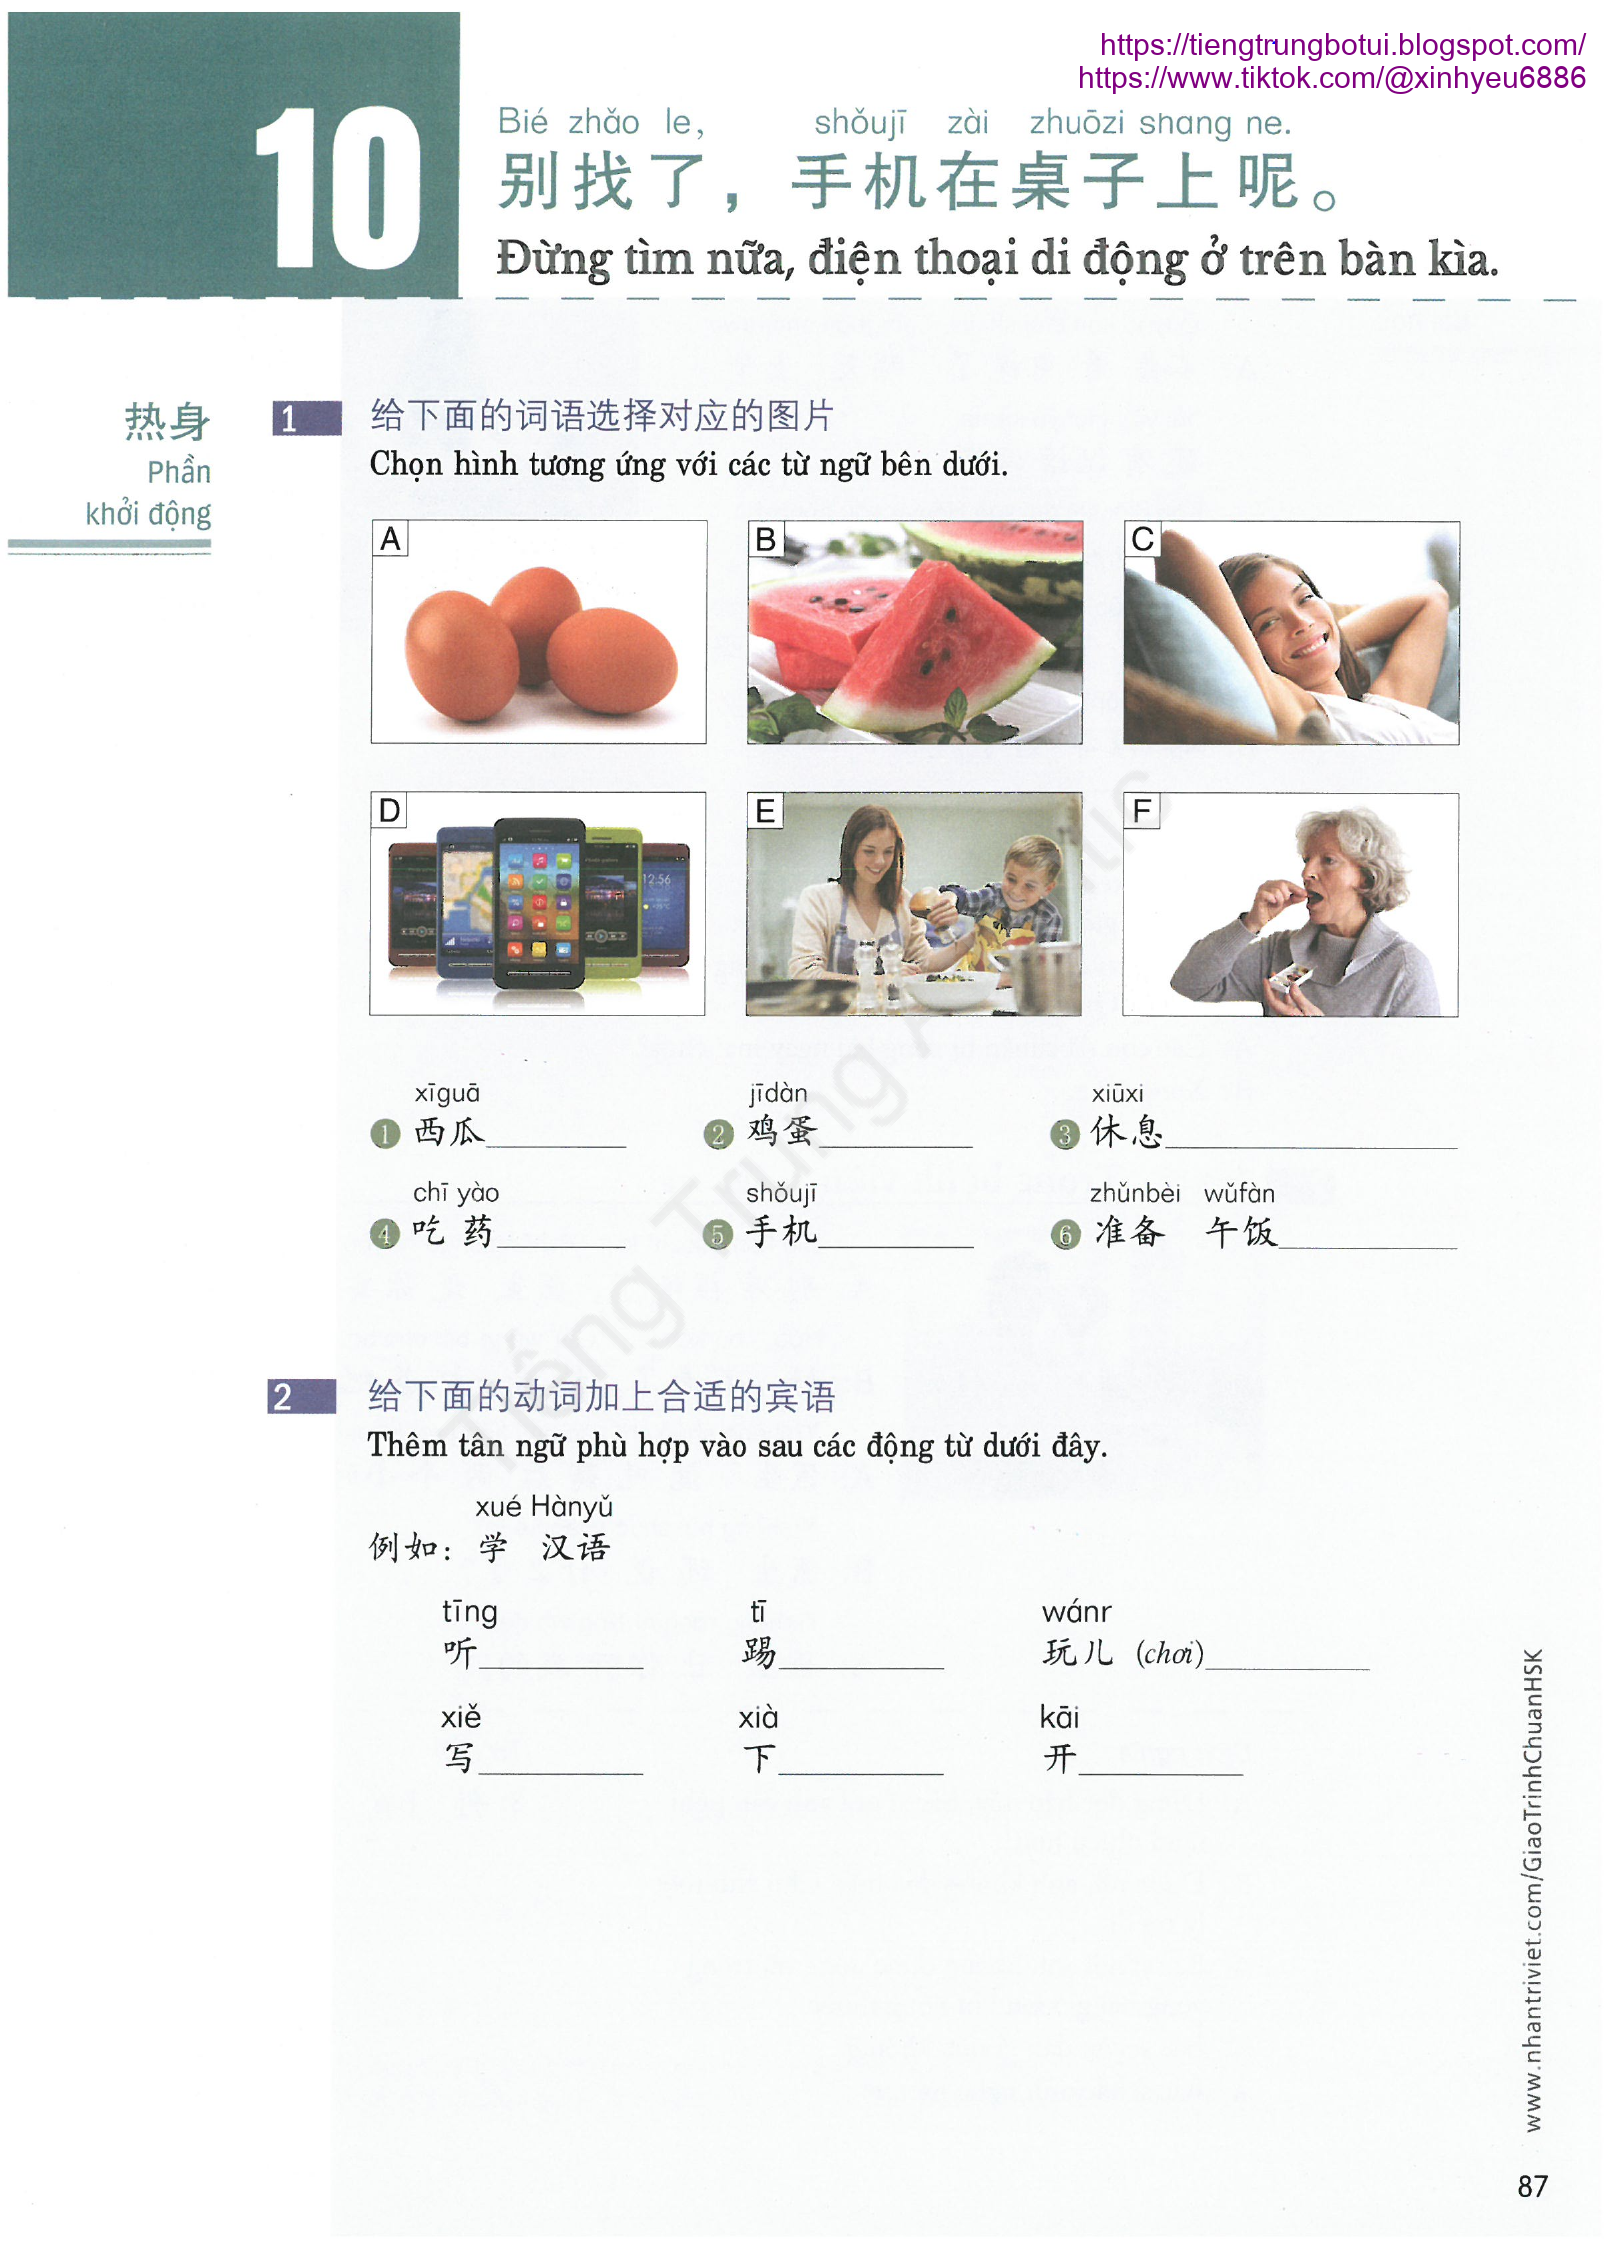 https://tiengtrungbotui.blogspot.com/
https://www.tiktok.com/@xinhyeu6886
10
Bié zhǎo le, shǒujī zài zhuōzi shang ne.
别找了，手机在桌子上呢。
Đừng tìm nữa, điện thoại di động ở trên bàn kìa.
热身
Phần
khởi động
1 给下面的词语选择对应的图片
Chọn hình tương ứng với các từ ngữ bên dưới.
A B C
D E F
12:56
xīguā jīdàn xiūxi
1 西瓜________ 2 鸡蛋________ 3 休息________
chī yào shǒujī zhǔnbèi wǔfàn
4 吃 药________ 5 手机________ 6 准备 午饭________
2 给下面的动词加上合适的宾语
Thêm tân ngữ phù hợp vào sau các động từ dưới đây.
xué Hànyǔ
例如：学 汉语
tīng tī wánr
听________ 踢________ 玩儿 (chơi)________
xiě xià kāi
写________ 下________ 开________
Tiếng Trung
www.nhantriviet.com/GiaoTrinhChuanHSK
87